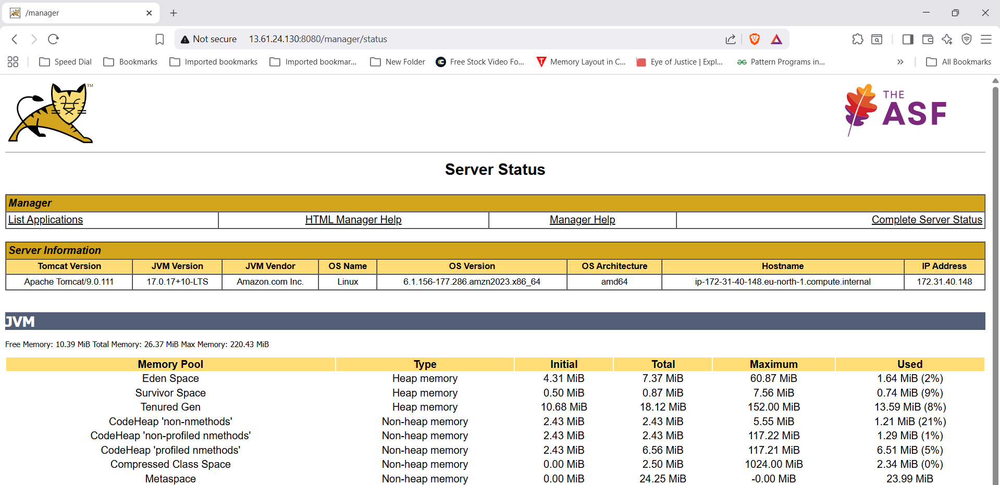 /manager
Not secure 13.61.24.130:8080/manager/status
Speed Dial Bookmarks Imported bookmarks Imported bookmar... New Folder Free Stock Video Fo... Memory Layout in C... Eye of Justice | Expl... Pattern Programs in... All Bookmarks
TM
THE
ASF
Server Status
Manager
List Applications HTML Manager Help Manager Help Complete Server Status
Server Information
Tomcat Version JVM Version JVM Vendor OS Name OS Version OS Architecture Hostname IP Address
Apache Tomcat/9.0.111 17.0.17+10-LTS Amazon.com Inc. Linux 6.1.156-177.286.amzn2023.x86_64 amd64 ip-172-31-40-148.eu-north-1.compute.internal 172.31.40.148
JVM
Free Memory: 10.39 MiB Total Memory: 26.37 MiB Max Memory: 220.43 MiB
Memory Pool Type Initial Total Maximum Used
Eden Space Heap memory 4.31 MiB 7.37 MiB 60.87 MiB 1.64 MiB (2%)
Survivor Space Heap memory 0.50 MiB 0.87 MiB 7.56 MiB 0.74 MiB (9%)
Tenured Gen Heap memory 10.68 MiB 18.12 MiB 152.00 MiB 13.59 MiB (8%)
CodeHeap 'non-nmethods' Non-heap memory 2.43 MiB 2.43 MiB 5.55 MiB 1.21 MiB (21%)
CodeHeap 'non-profiled nmethods' Non-heap memory 2.43 MiB 2.43 MiB 117.22 MiB 1.29 MiB (1%)
CodeHeap 'profiled nmethods' Non-heap memory 2.43 MiB 6.56 MiB 117.21 MiB 6.51 MiB (5%)
Compressed Class Space Non-heap memory 0.00 MiB 2.50 MiB 1024.00 MiB 2.34 MiB (0%)
Metaspace Non-heap memory 0.00 MiB 24.25 MiB -0.00 MiB 23.99 MiB